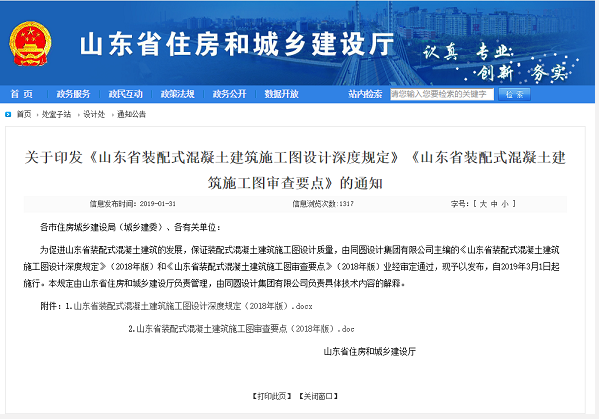 山东省住房和城乡建设厅
认真 专业
创新 务实
首 页 政务服务 政民互动 政策法规 政务公开 数据开放 站内检索 请您输入您要检索的关键字 检 索
首页 处室子站 设计处 通知公告
关于印发《山东省装配式混凝土建筑施工图设计深度规定》《山东省装配式混凝土建
筑施工图审查要点》的通知
信息发布时间：2019-01-31 信息浏览次数:1317 字号：[ 大 中 小 ]
各市住房城乡建设局（城乡建委）、各有关单位：
为促进山东省装配式混凝土建筑的发展，保证装配式混凝土建筑施工图设计质量，由同圆设计集团有限公司主编的《山东省装配式混凝土建筑
施工图设计深度规定》（2018年版）和《山东省装配式混凝土建筑施工图审查要点》（2018年版）业经审定通过，现予以发布，自2019年3月1日起
施行。本规定由山东省住房和城乡建设厅负责管理，由同圆设计集团有限公司负责具体技术内容的解释。
附件：1.山东省装配式混凝土建筑施工图设计深度规定（2018年版）.docx
2.山东省装配式混凝土建筑施工图审查要点（2018年版）.doc
山东省住房和城乡建设厅
【打印此页】 【关闭窗口】